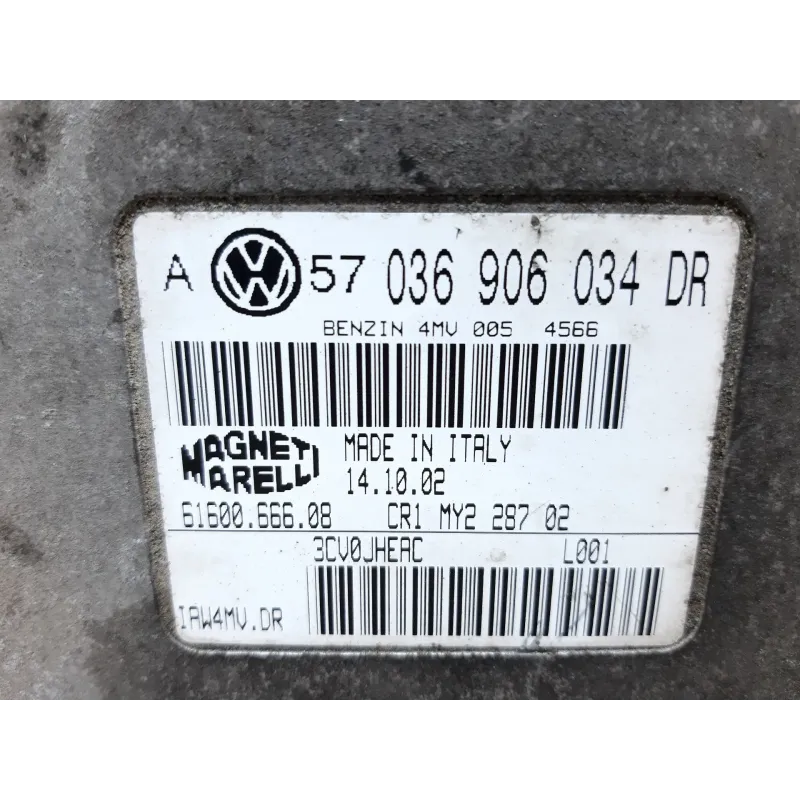 A VW 57 036 906 034 DR
BENZIN 4MV 005 4566
MAGNETI MARELLI
MADE IN ITALY
14.10.02
61600.666.08 CR1 MY2 287 02
3CV0JHEAC L001
IAW4MV.DR